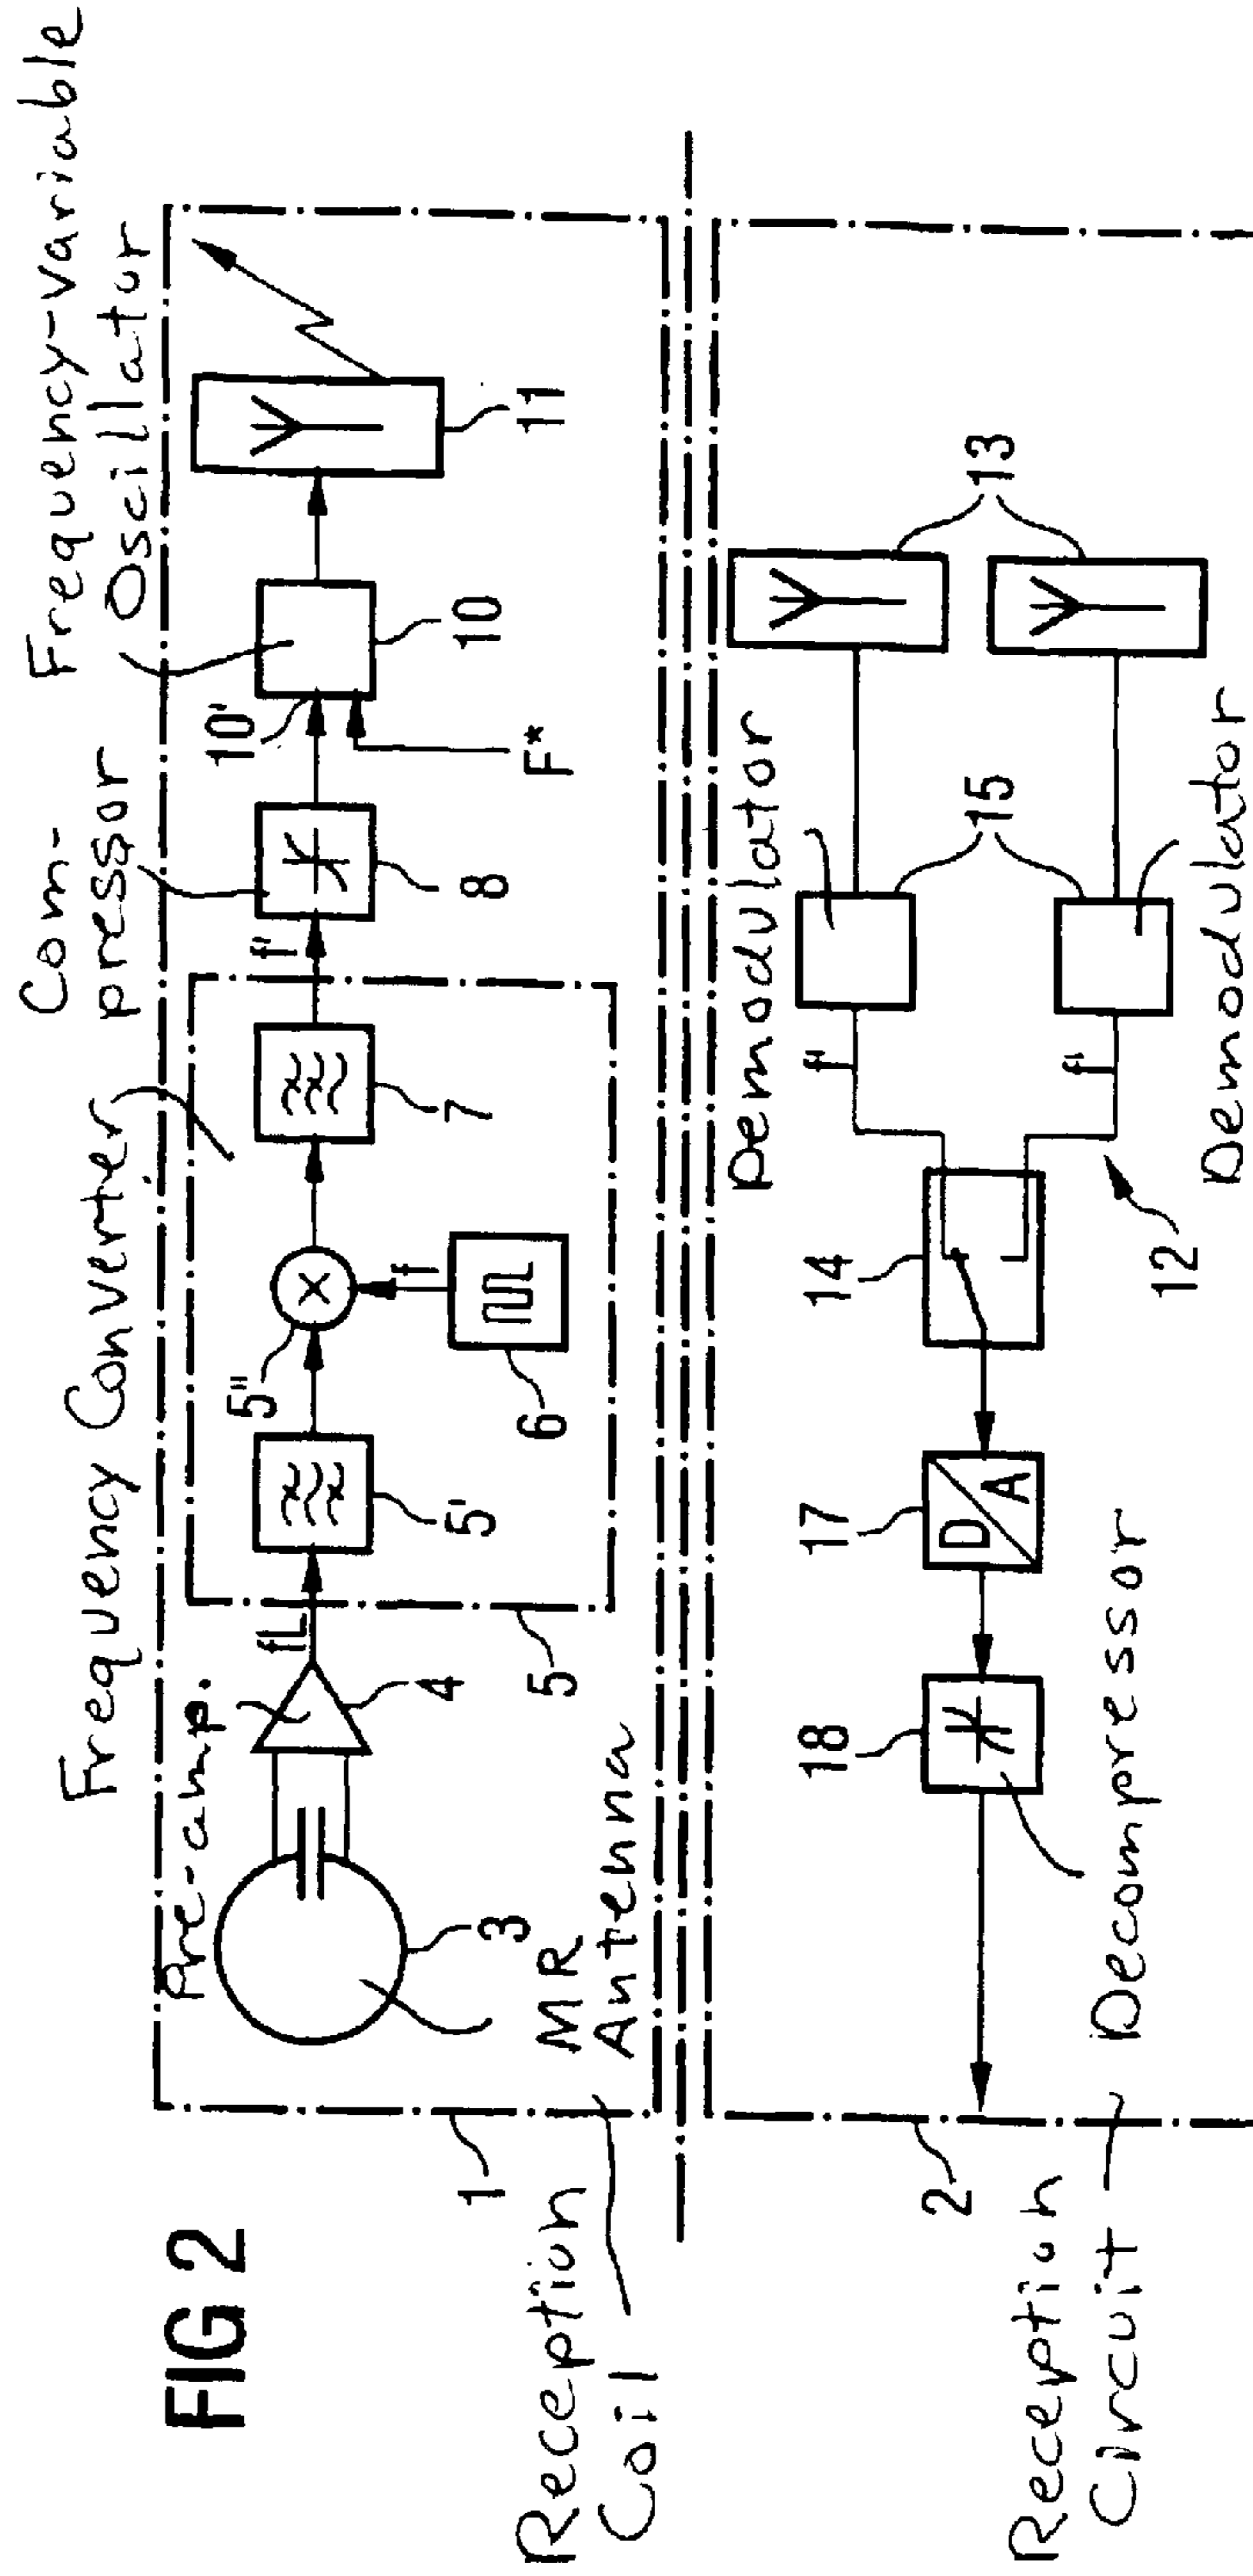 FIG 2
Frequency-variable
Oscillator
Com-
pressor
Frequency Converter
Pre-amp.
fL
4
5
5'
5"
f
6
7
f'
8
10'
10
F*
11
3
MR
Antenna
1
Reception
Coil
Demodulator
13
15
f'
f'
14
12
Demodulator
17
D
A
18
Decompressor
2
Reception
Circuit